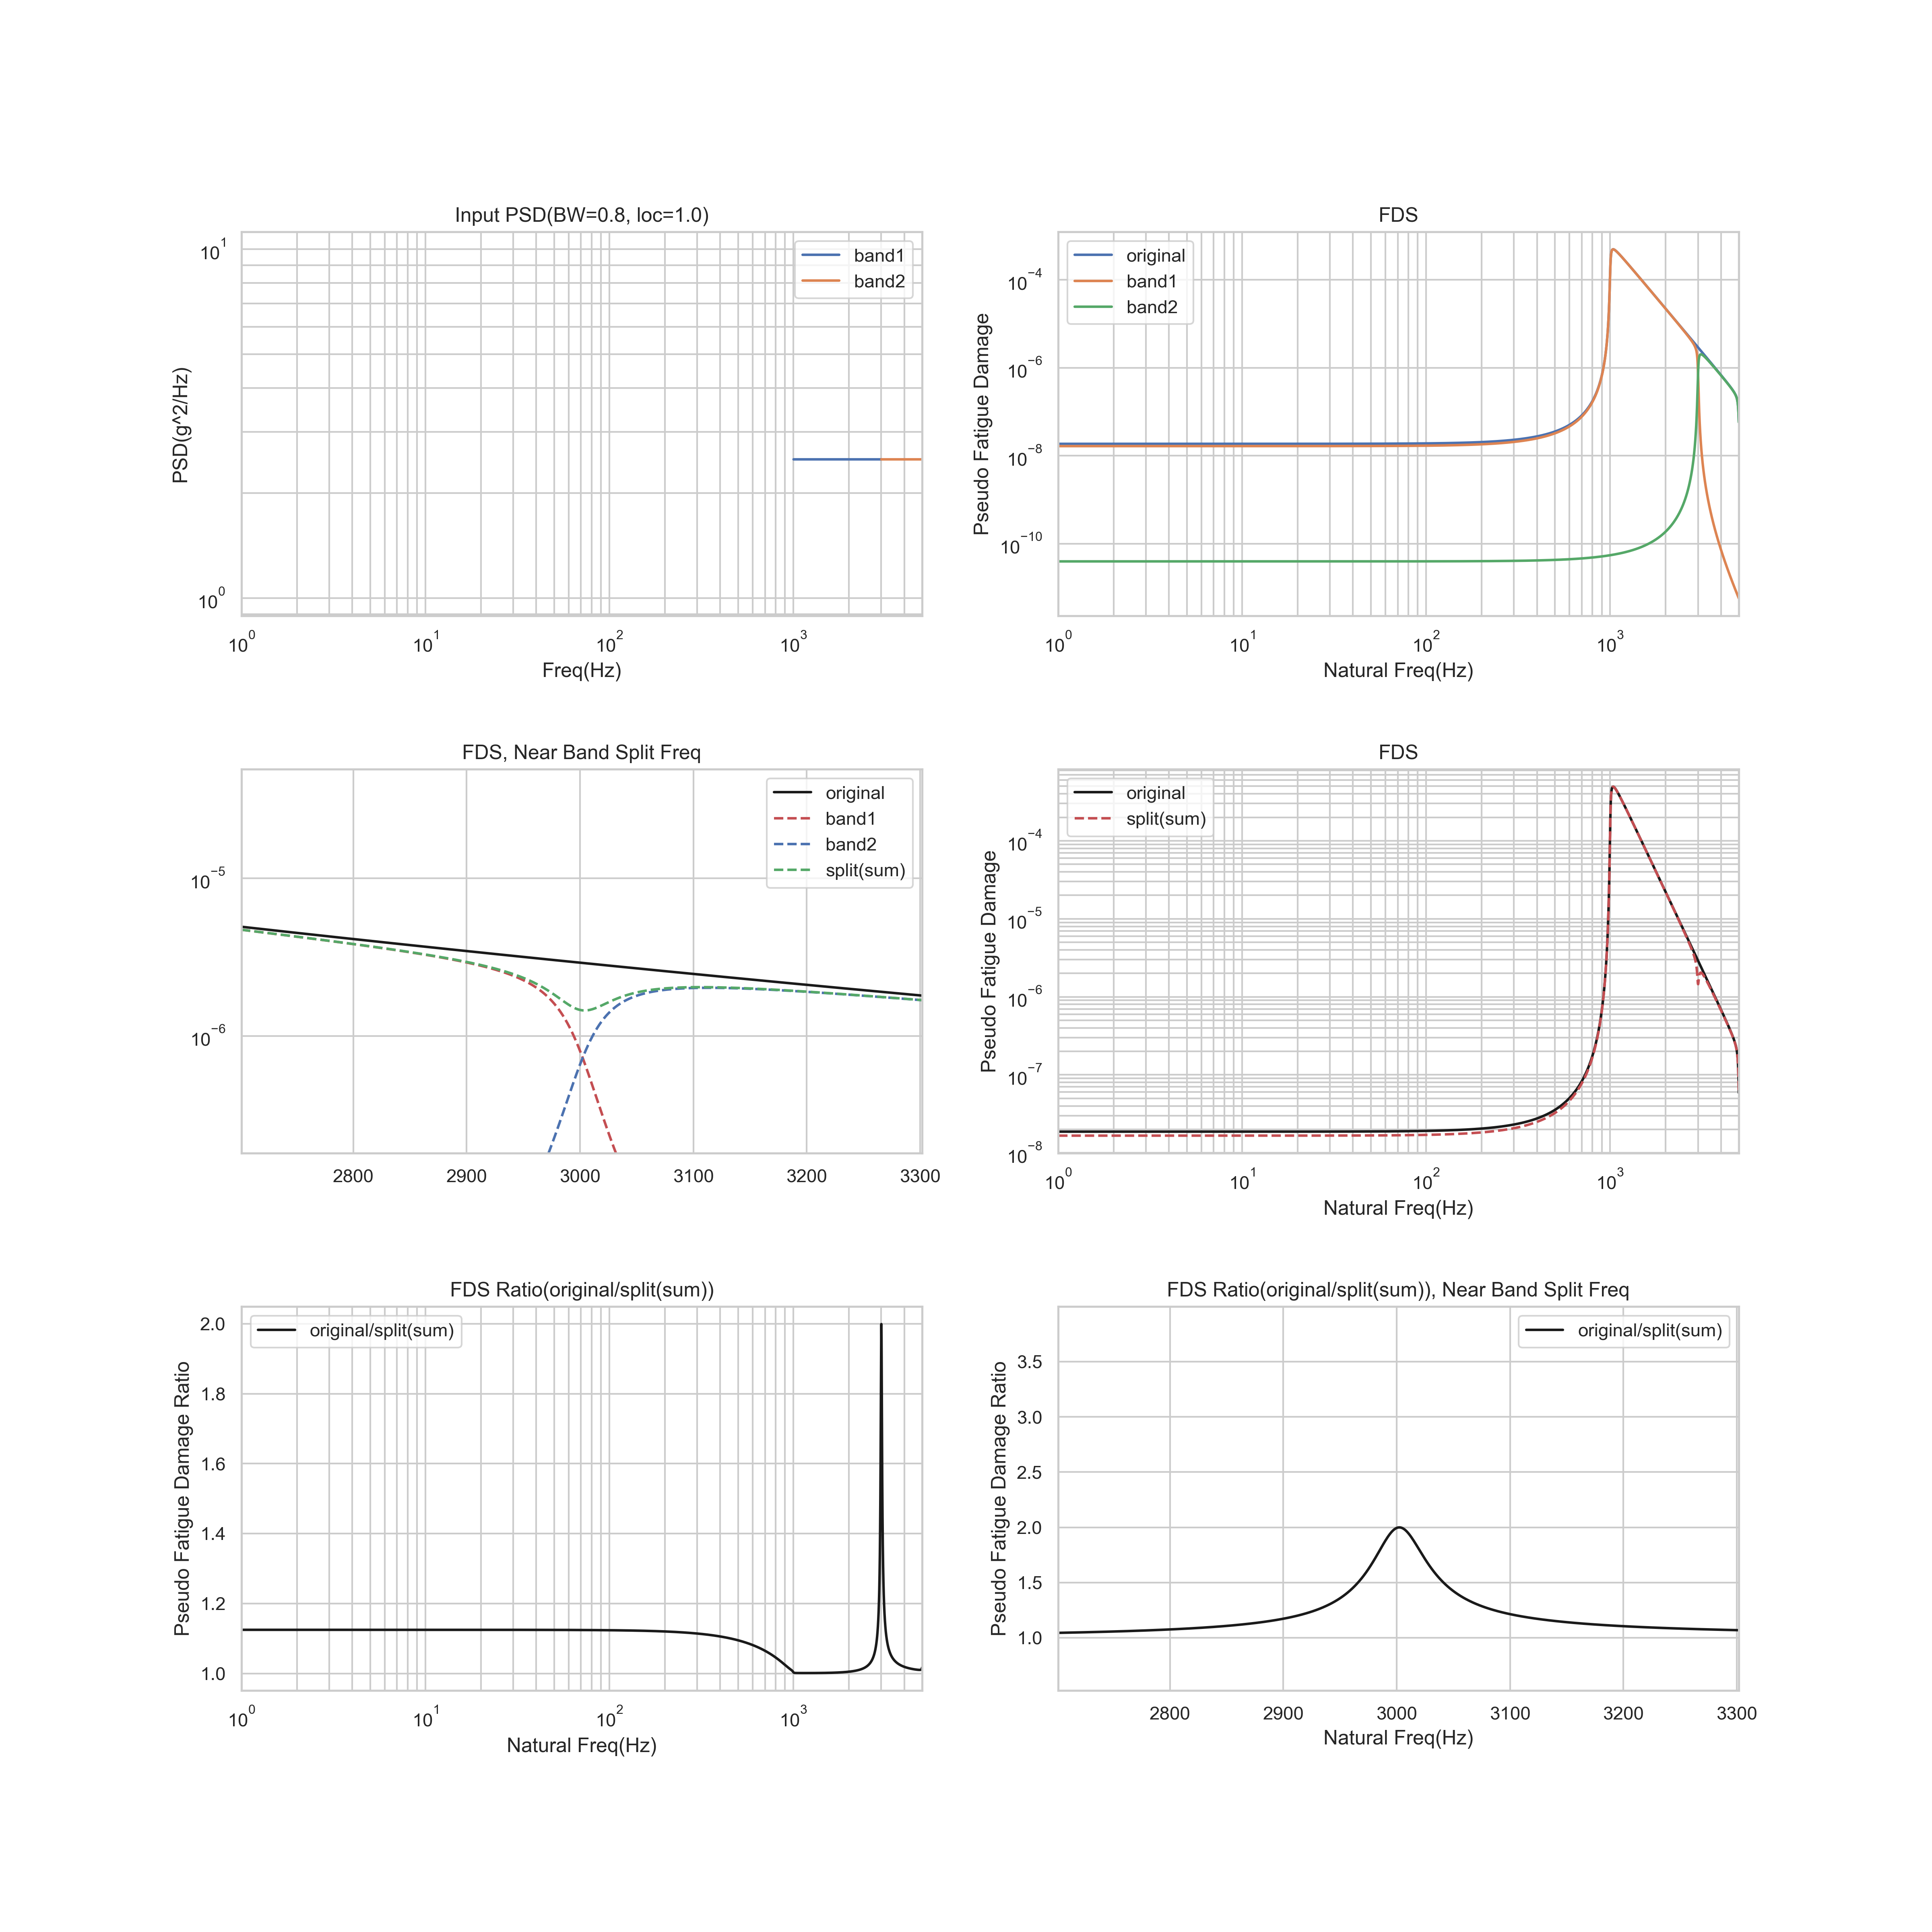 Input PSD(BW=0.8, loc=1.0)
PSD(g^2/Hz)
10^1
10^0
band1
band2
10^0 10^1 10^2 10^3
Freq(Hz)
FDS
Pseudo Fatigue Damage
10^−4
10^−6
10^−8
10^−10
original
band1
band2
10^0 10^1 10^2 10^3
Natural Freq(Hz)
FDS, Near Band Split Freq
10^−5
10^−6
original
band1
band2
split(sum)
2800 2900 3000 3100 3200 3300
FDS
Pseudo Fatigue Damage
10^−4
10^−5
10^−6
10^−7
10^−8
original
split(sum)
10^0 10^1 10^2 10^3
Natural Freq(Hz)
FDS Ratio(original/split(sum))
Pseudo Fatigue Damage Ratio
2.0
1.8
1.6
1.4
1.2
1.0
original/split(sum)
10^0 10^1 10^2 10^3
Natural Freq(Hz)
FDS Ratio(original/split(sum)), Near Band Split Freq
Pseudo Fatigue Damage Ratio
3.5
3.0
2.5
2.0
1.5
1.0
original/split(sum)
2800 2900 3000 3100 3200 3300
Natural Freq(Hz)